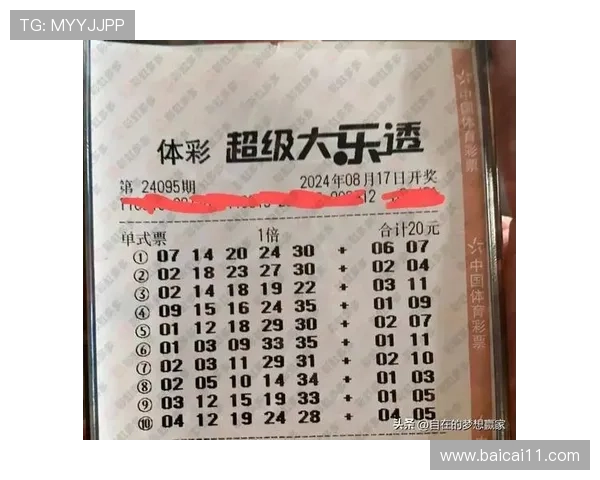 TG: MYYJJPP
体彩 超级大乐透
第 24095期 2024年08月17日开奖
单式票 1倍 合计20元
① 07 14 20 24 30 + 06 07
② 02 18 23 27 30 + 02 04
③ 02 14 18 19 22 + 03 11
④ 09 15 16 24 35 + 01 09
⑤ 01 12 18 29 30 + 02 07
⑥ 01 03 09 33 35 + 01 11
⑦ 02 03 11 29 31 + 02 10
⑧ 02 05 10 14 34 + 01 03
⑨ 03 12 15 19 33 + 01 05
⑩ 04 12 19 24 28 + 04 05
中国体育彩票
中国体育彩票
头条 @自在的梦想赢家
www.baicai11.com